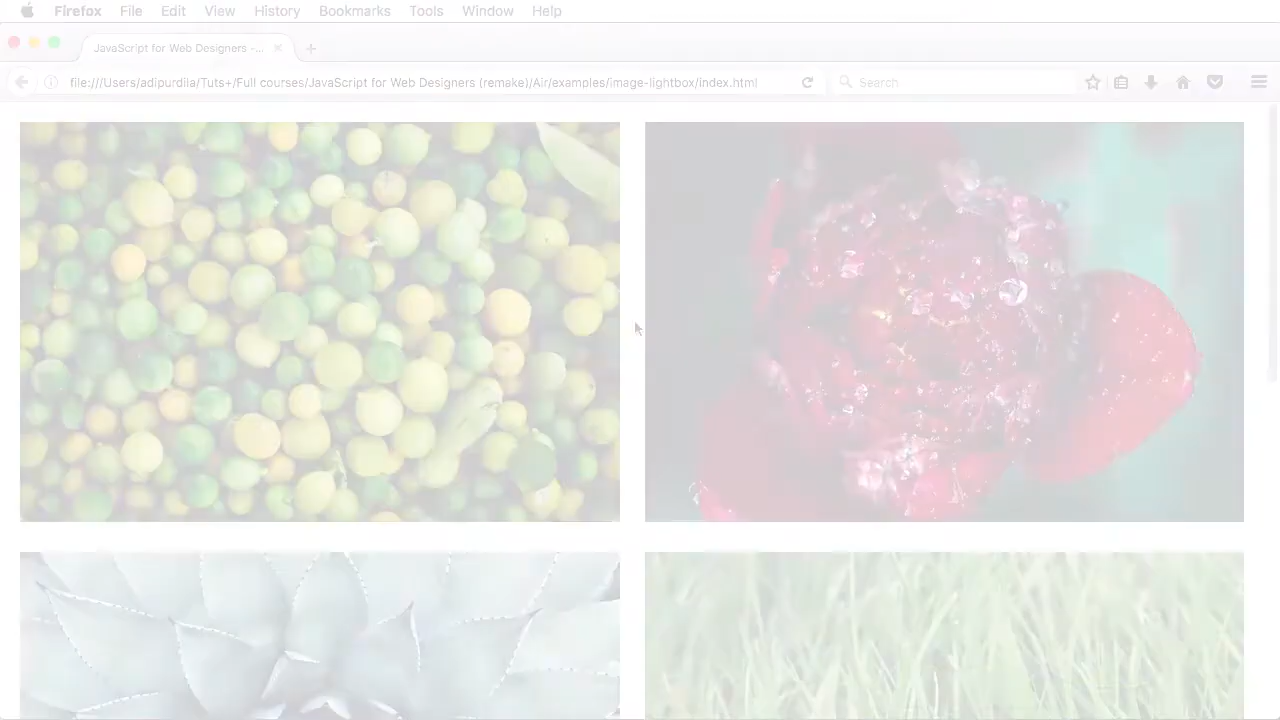 Firefox File Edit View History Bookmarks Tools Window Help
JavaScript for Web Designers -...
file:///Users/adipurdila/Tuts+/Full courses/JavaScript for Web Designers (remake)/Air/examples/image-lightbox/index.html
Search